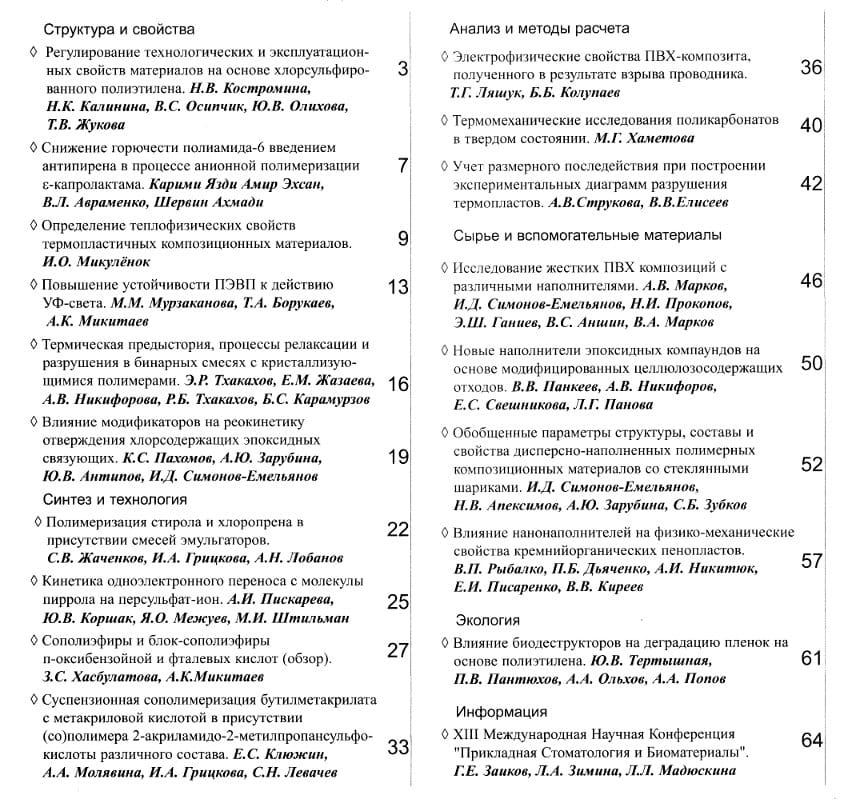 Структура и свойства
◊ Регулирование технологических и эксплуатацион-
ных свойств материалов на основе хлорсульфиро-
ванного полиэтилена. Н.В. Костромина,
Н.К. Калинина, В.С. Осипчик, Ю.В. Олихова,
Т.В. Жукова
3
◊ Снижение горючести полиамида-6 введением
антипирена в процессе анионной полимеризации
ε-капролактама. Карими Язди Амир Эхсан,
В.Л. Авраменко, Шервин Ахмади
7
◊ Определение теплофизических свойств
термопластичных композиционных материалов.
И.О. Микулёнок
9
◊ Повышение устойчивости ПЭВП к действию
УФ-света. М.М. Мурзаканова, Т.А. Борукаев,
А.К. Микитаев
13
◊ Термическая предыстория, процессы релаксации и
разрушения в бинарных смесях с кристаллизую-
щимися полимерами. Э.Р. Тхакахов, Е.М. Жазаева,
А.В. Никифорова, Р.Б. Тхакахов, Б.С. Карамурзов
16
◊ Влияние модификаторов на реокинетику
отверждения хлорсодержащих эпоксидных
связующих. К.С. Пахомов, А.Ю. Зарубина,
Ю.В. Антипов, И.Д. Симонов-Емельянов
19
Синтез и технология
◊ Полимеризация стирола и хлоропрена в
присутствии смесей эмульгаторов.
С.В. Жаченков, И.А. Грицкова, А.Н. Лобанов
22
◊ Кинетика одноэлектронного переноса с молекулы
пиррола на персульфат-ион. А.И. Пискарева,
Ю.В. Коршак, Я.О. Межуев, М.И. Штильман
25
◊ Сополиэфиры и блок-сополиэфиры
п-оксибензойной и фталевых кислот (обзор).
З.С. Хасбулатова, А.К.Микитаев
27
◊ Суспензионная сополимеризация бутилметакрилата
с метакриловой кислотой в присутствии
(со)полимера 2-акриламидо-2-метилпропансульфо-
кислоты различного состава. Е.С. Клюжин,
А.А. Молявина, И.А. Грицкова, С.Н. Левачев
33
Анализ и методы расчета
◊ Электрофизические свойства ПВХ-композита,
полученного в результате взрыва проводника.
Т.Г. Ляшук, Б.Б. Колупаев
36
◊ Термомеханические исследования поликарбонатов
в твердом состоянии. М.Г. Хаметова
40
◊ Учет размерного последействия при построении
экспериментальных диаграмм разрушения
термопластов. А.В.Струкова, В.В.Елисеев
42
Сырье и вспомогательные материалы
◊ Исследование жестких ПВХ композиций с
различными наполнителями. А.В. Марков,
И.Д. Симонов-Емельянов, Н.И. Прокопов,
Э.Ш. Ганиев, В.С. Аншин, В.А. Марков
46
◊ Новые наполнители эпоксидных компаундов на
основе модифицированных целлюлозосодержащих
отходов. В.В. Панкеев, А.В. Никифоров,
Е.С. Свешникова, Л.Г. Панова
50
◊ Обобщенные параметры структуры, составы и
свойства дисперсно-наполненных полимерных
композиционных материалов со стеклянными
шариками. И.Д. Симонов-Емельянов,
Н.В. Апексимов, А.Ю. Зарубина, С.Б. Зубков
52
◊ Влияние нанонаполнителей на физико-механические
свойства кремнийорганических пенопластов.
В.П. Рыбалко, П.Б. Дьяченко, А.И. Никитюк,
Е.И. Писаренко, В.В. Киреев
57
Экология
◊ Влияние биодеструкторов на деградацию пленок на
основе полиэтилена. Ю.В. Тертышная,
П.В. Пантюхов, А.А. Ольхов, А.А. Попов
61
Информация
◊ XIII Международная Научная Конференция
"Прикладная Стоматология и Биоматериалы".
Г.Е. Заиков, Л.А. Зимина, Л.Л. Мадюскина
64